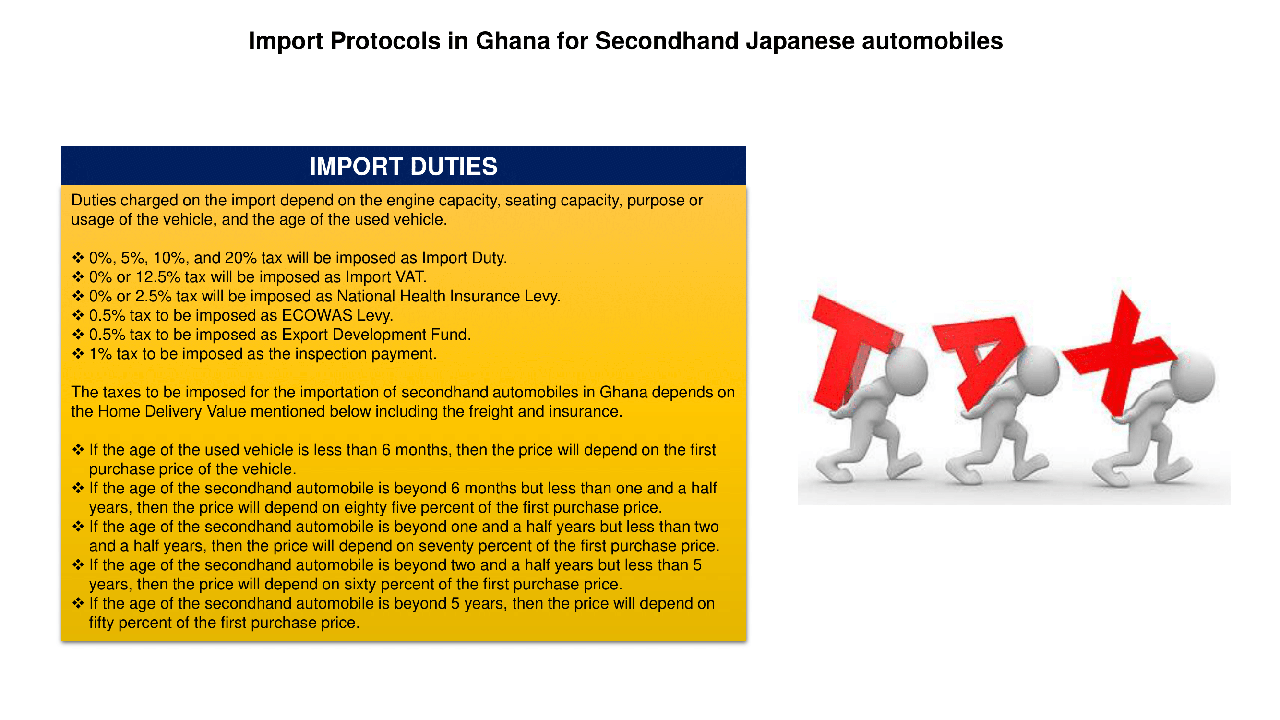 Import Protocols in Ghana for Secondhand Japanese automobiles
IMPORT DUTIES
Duties charged on the import depend on the engine capacity, seating capacity, purpose or
usage of the vehicle, and the age of the used vehicle.
❖ 0%, 5%, 10%, and 20% tax will be imposed as Import Duty.
❖ 0% or 12.5% tax will be imposed as Import VAT.
❖ 0% or 2.5% tax will be imposed as National Health Insurance Levy.
❖ 0.5% tax to be imposed as ECOWAS Levy.
❖ 0.5% tax to be imposed as Export Development Fund.
❖ 1% tax to be imposed as the inspection payment.
The taxes to be imposed for the importation of secondhand automobiles in Ghana depends on
the Home Delivery Value mentioned below including the freight and insurance.
❖ If the age of the used vehicle is less than 6 months, then the price will depend on the first
purchase price of the vehicle.
❖ If the age of the secondhand automobile is beyond 6 months but less than one and a half
years, then the price will depend on eighty five percent of the first purchase price.
❖ If the age of the secondhand automobile is beyond one and a half years but less than two
and a half years, then the price will depend on seventy percent of the first purchase price.
❖ If the age of the secondhand automobile is beyond two and a half years but less than 5
years, then the price will depend on sixty percent of the first purchase price.
❖ If the age of the secondhand automobile is beyond 5 years, then the price will depend on
fifty percent of the first purchase price.
TAX